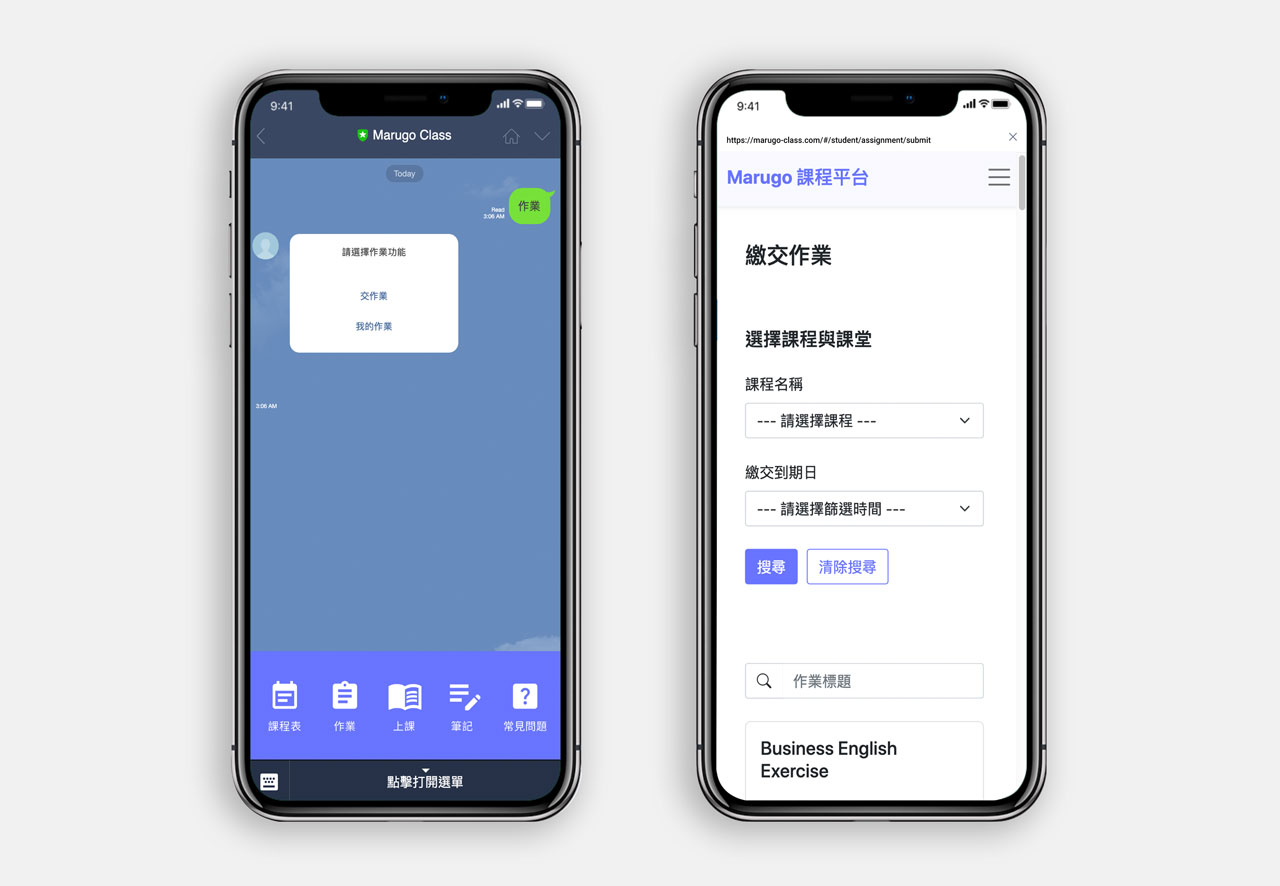 9:41
Marugo Class
Today
Read
3:06 AM
作業
請選擇作業功能
交作業
我的作業
3:06 AM
課程表
作業
上課
筆記
常見問題
點擊打開選單
9:41
https://marugo-class.com/#/student/assignment/submit
Marugo 課程平台
繳交作業
選擇課程與課堂
課程名稱
--- 請選擇課程 ---
繳交到期日
--- 請選擇篩選時間 ---
搜尋
清除搜尋
作業標題
Business English
Exercise